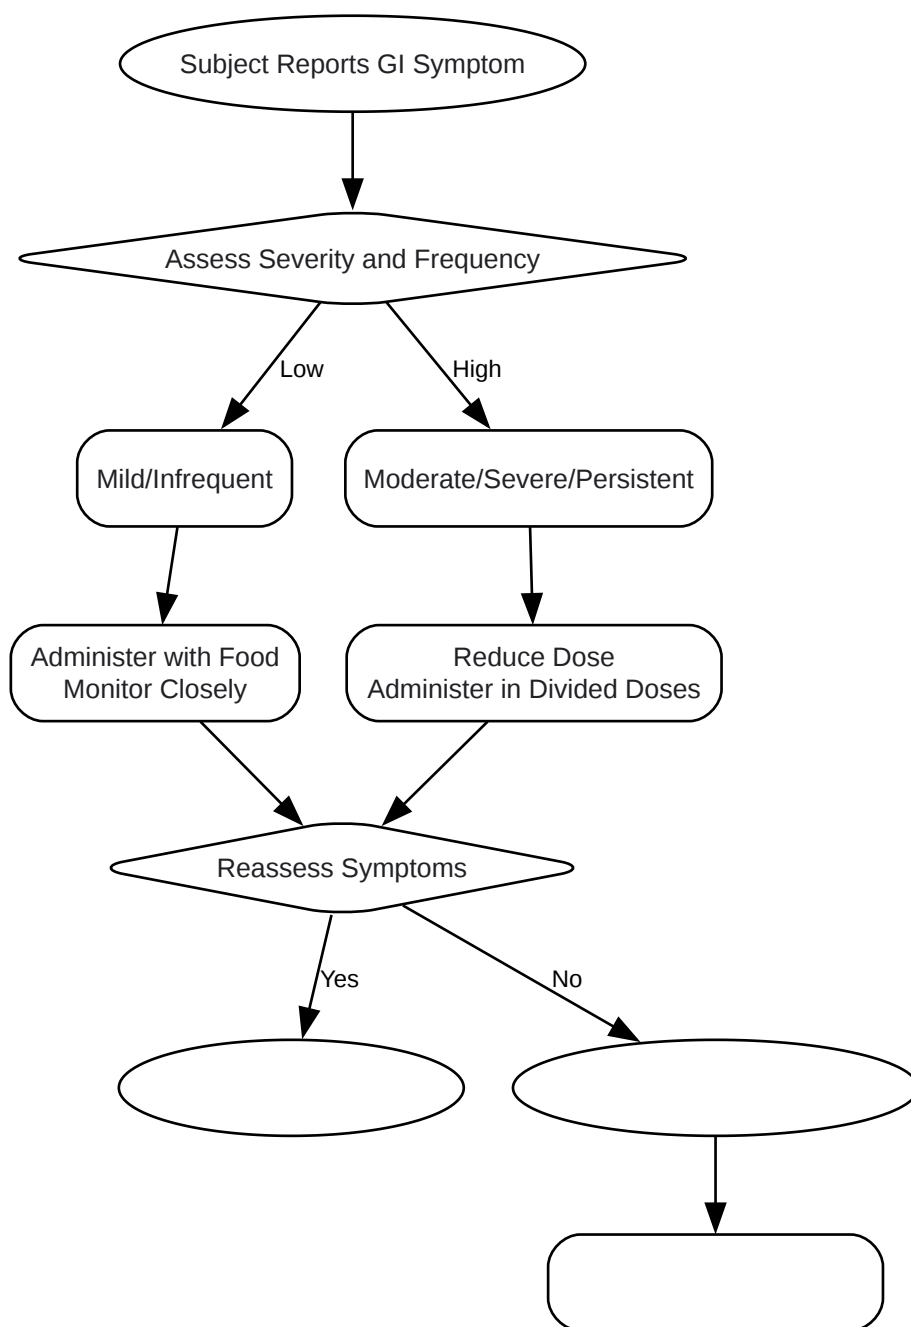 Subject Reports GI Symptom
Assess Severity and Frequency
Low
High
Mild/Infrequent
Moderate/Severe/Persistent
Administer with Food
Monitor Closely
Reduce Dose
Administer in Divided Doses
Reassess Symptoms
Yes
No